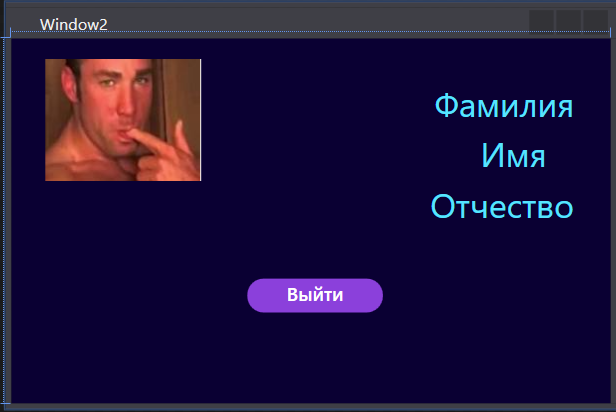 Window2
Фамилия
Имя
Отчество
Выйти